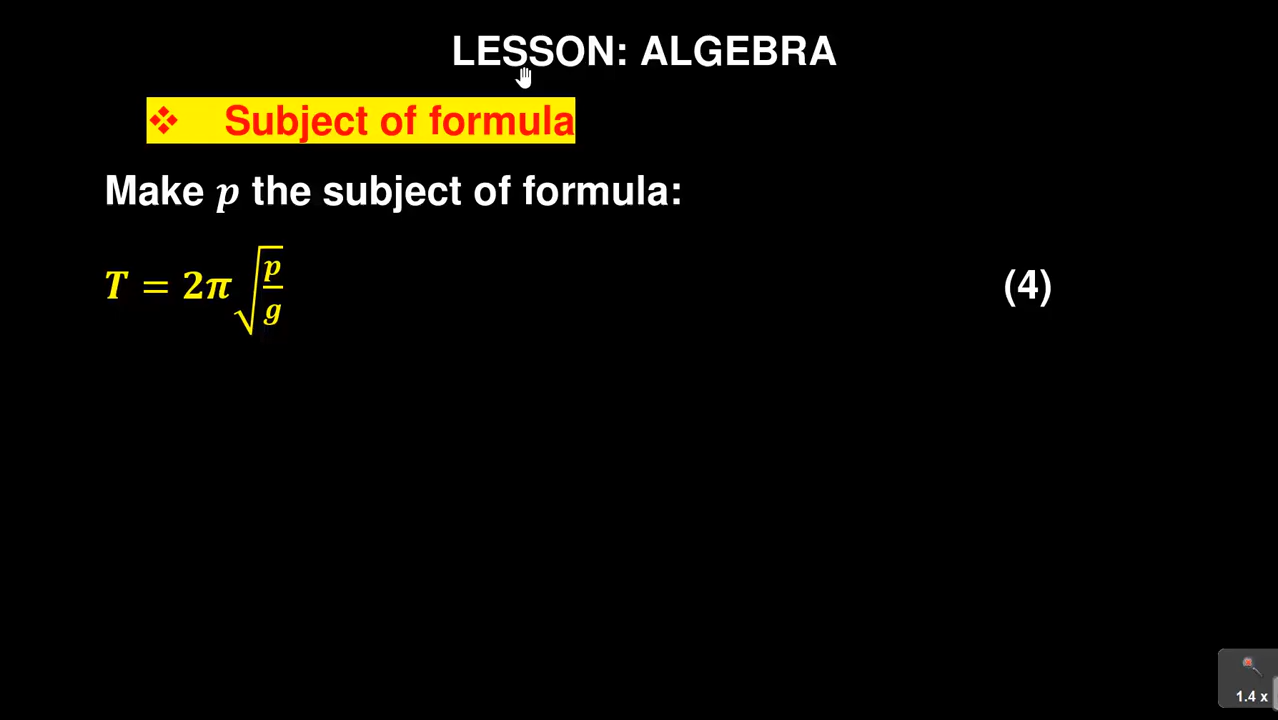 LESSON: ALGEBRA
❖ Subject of formula
Make p the subject of formula:
T = 2π√(p/g) (4)
1.4 x